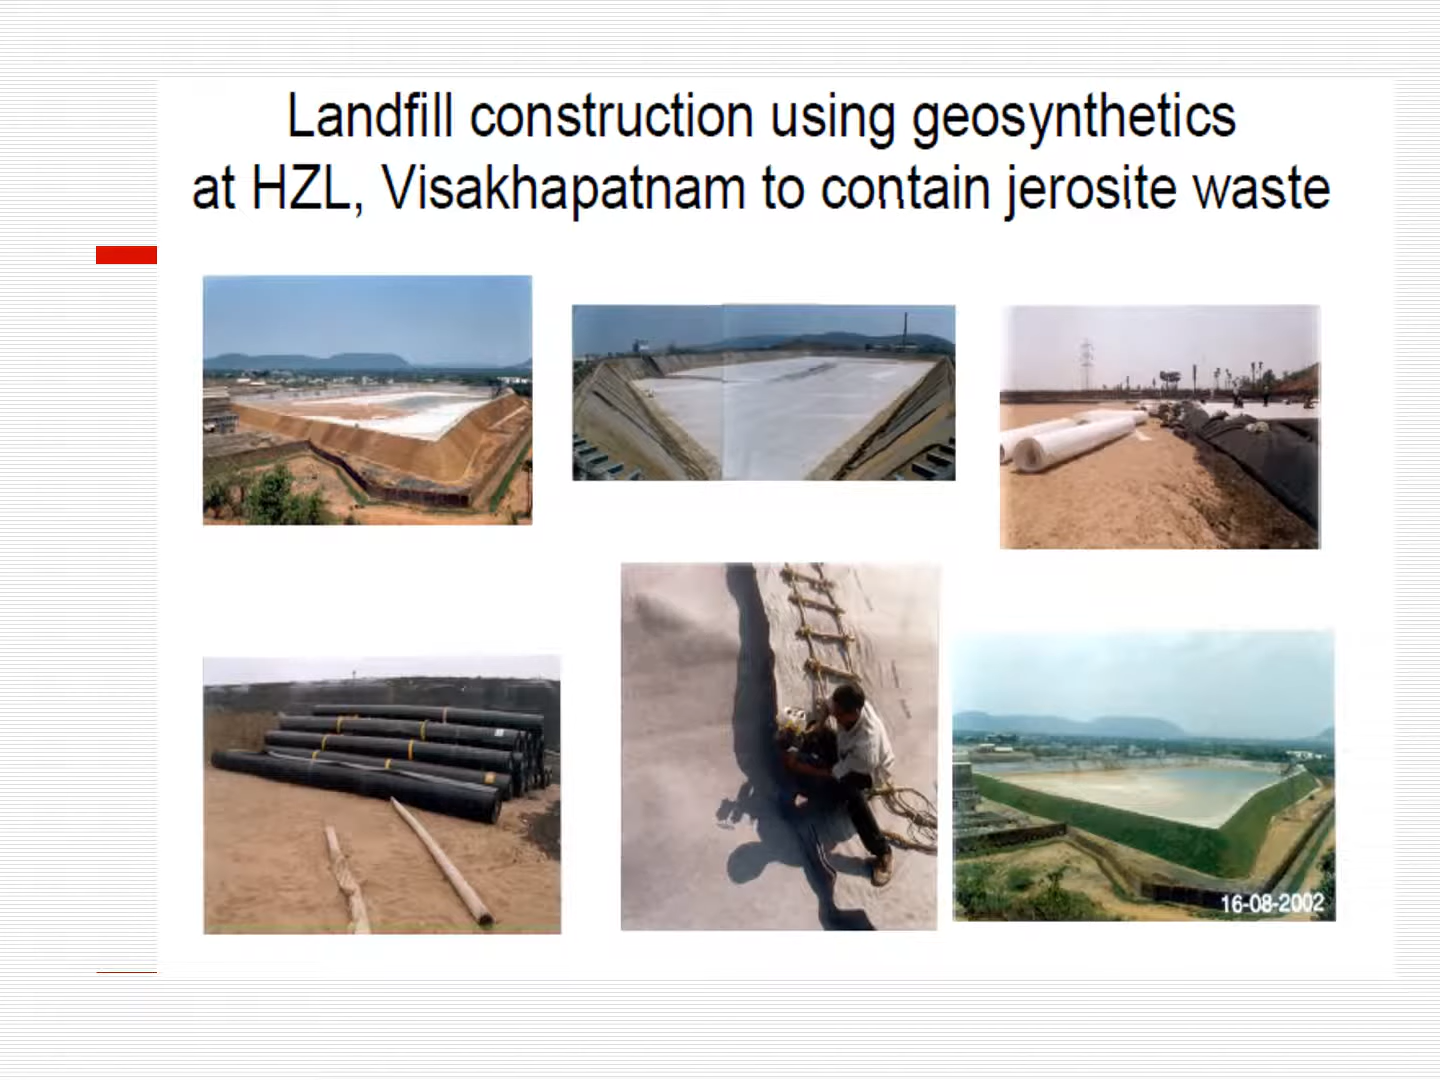 Landfill construction using geosynthetics
at HZL, Visakhapatnam to contain jerosite waste
16-08-2002